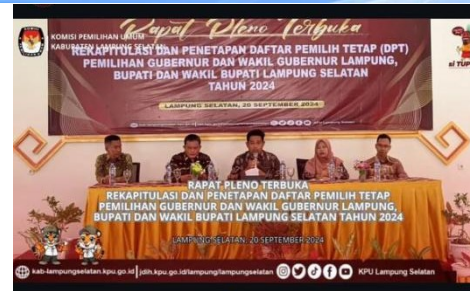 KOMISI PEMILIHAN UMUM
KABUPATEN LAMPUNG SELATAN
Rapat Pleno Terbuka
REKAPITULASI DAN PENETAPAN DAFTAR PEMILIH TETAP (DPT)
PEMILIHAN GUBERNUR DAN WAKIL GUBERNUR LAMPUNG,
BUPATI DAN WAKIL BUPATI LAMPUNG SELATAN
TAHUN 2024
LAMPUNG SELATAN, 20 SEPTEMBER 2024
RAPAT PLENO TERBUKA
REKAPITULASI DAN PENETAPAN DAFTAR PEMILIH TETAP
PEMILIHAN GUBERNUR DAN WAKIL GUBERNUR LAMPUNG,
BUPATI DAN WAKIL BUPATI LAMPUNG SELATAN TAHUN 2024
LAMPUNG SELATAN, 20 SEPTEMBER 2024
kab-lampungselatan.kpu.go.id | jdih.kpu.go.id/lampung/lampungselatan KPU Lampung Selatan